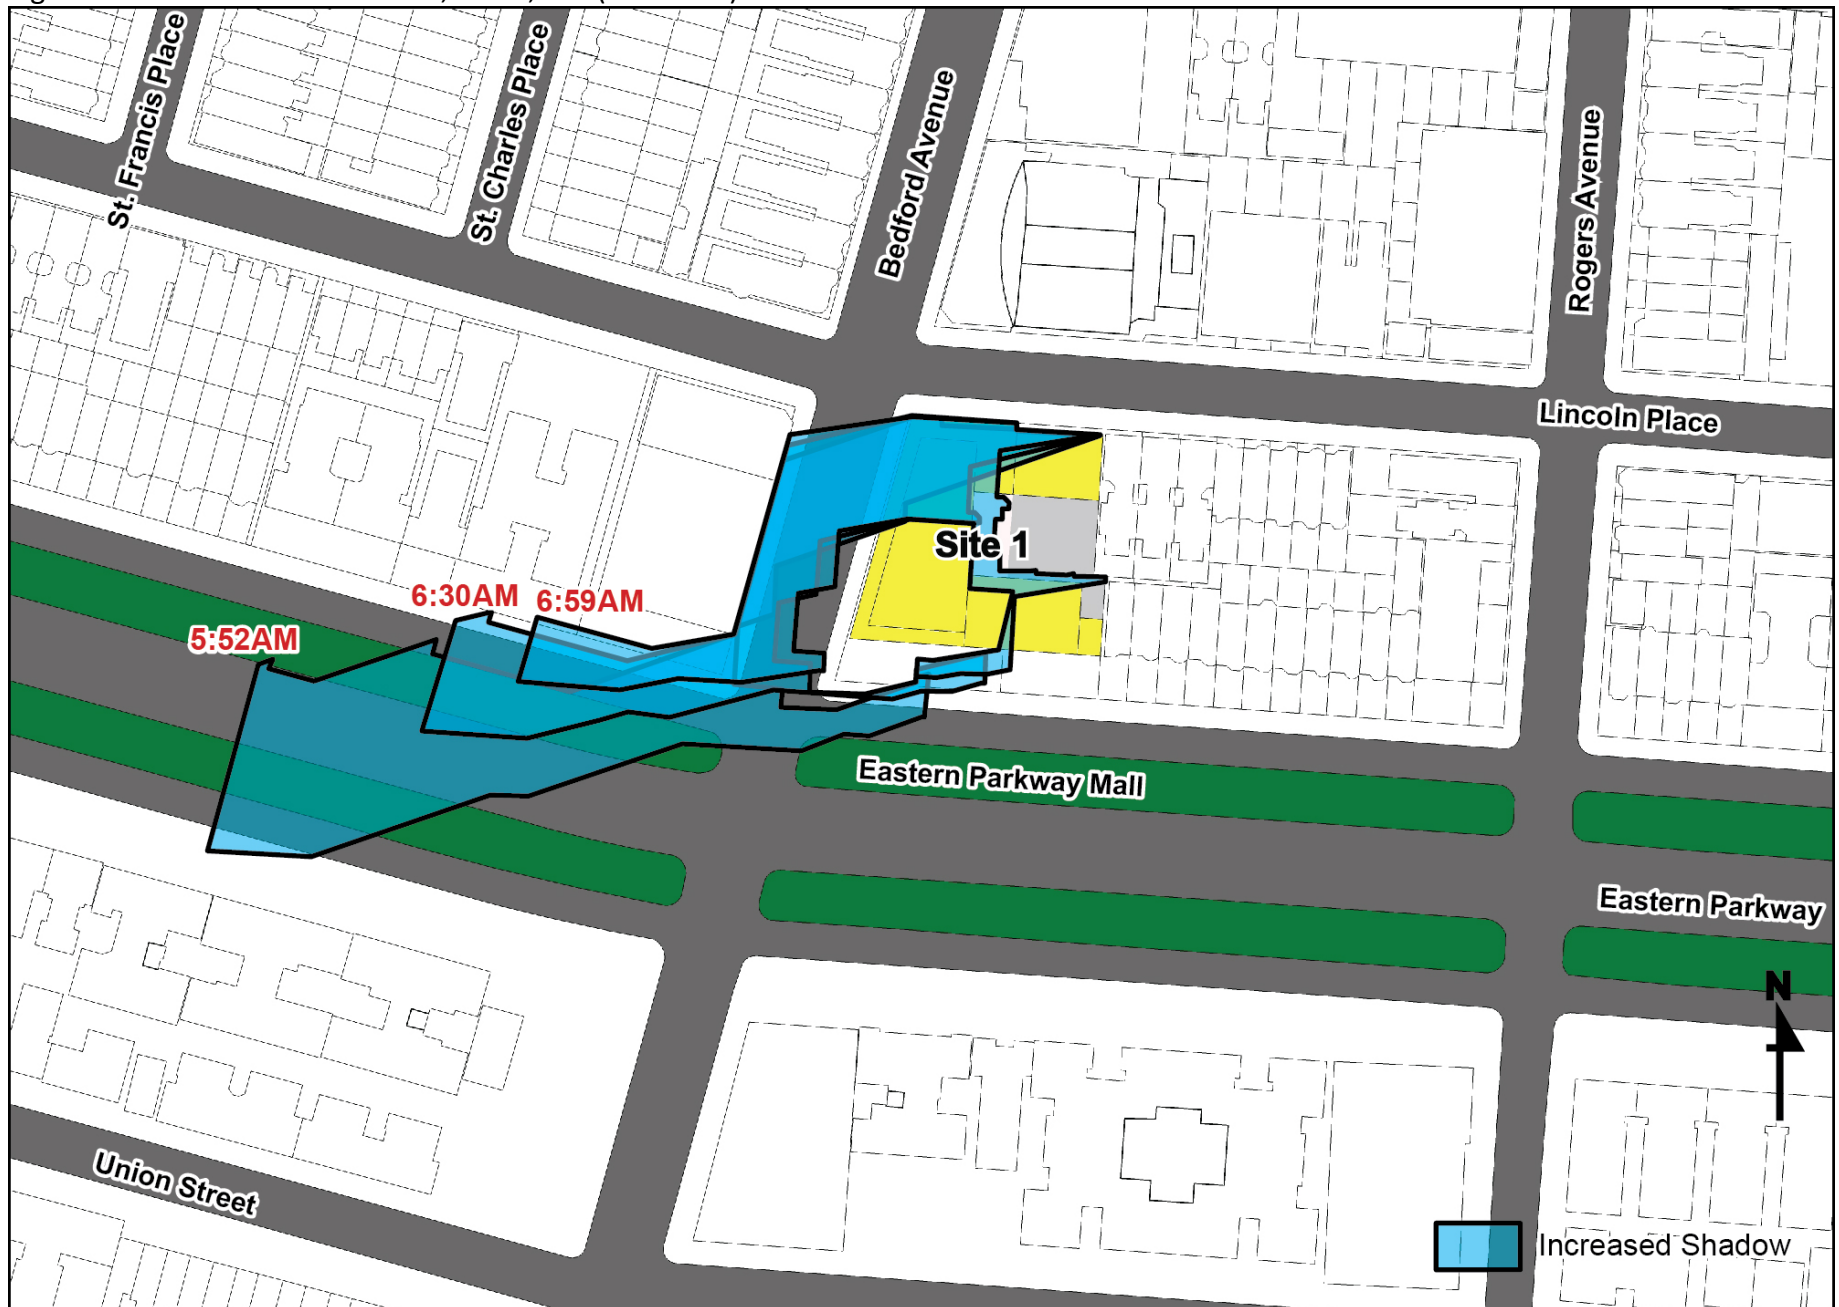 St. Francis Place
St. Charles Place
Bedford Avenue
Rogers Avenue
Lincoln Place
Site 1
6:30AM
6:59AM
5:52AM
Eastern Parkway Mall
Eastern Parkway
N
Union Street
Increased Shadow